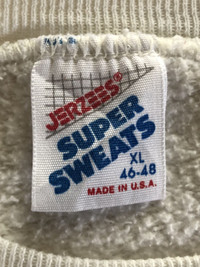 JERZEES®
SUPER
SWEATS
XL
46-48
MADE IN U.S.A.